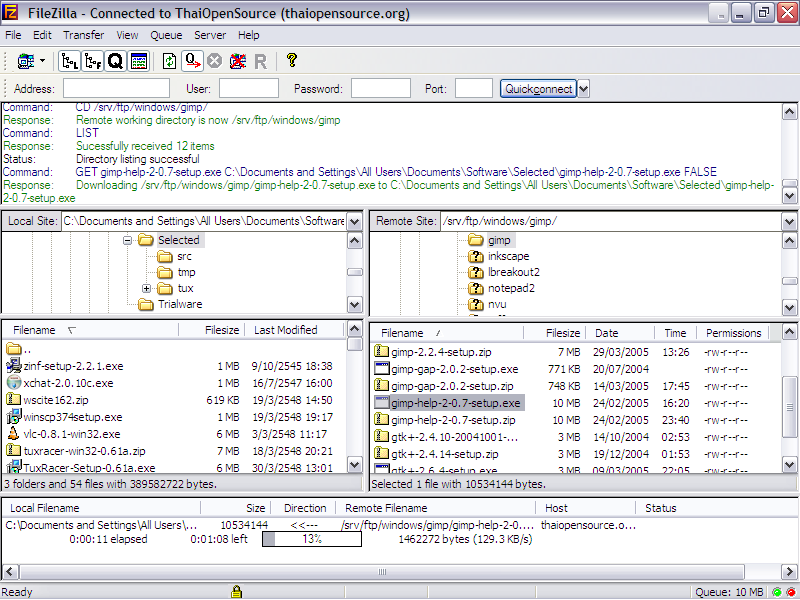 FileZilla - Connected to ThaiOpenSource (thaiopensource.org)
File Edit Transfer View Queue Server Help
L F Q Q R ?
Address: User: Password: Port: Quickconnect
Command: CD /srv/ftp/windows/gimp/
Response: Remote working directory is now /srv/ftp/windows/gimp
Command: LIST
Response: Sucessfully received 12 items
Status: Directory listing successful
Command: GET gimp-help-2-0.7-setup.exe C:\Documents and Settings\All Users\Documents\Software\Selected\gimp-help-2-0.7-setup.exe FALSE
Response: Downloading /srv/ftp/windows/gimp/gimp-help-2-0.7-setup.exe to C:\Documents and Settings\All Users\Documents\Software\Selected\gimp-help-
2-0.7-setup.exe
Local Site: C:\Documents and Settings\All Users\Documents\Software
Selected
src
tmp
tux
Trialware
Remote Site: /srv/ftp/windows/gimp/
gimp
inkscape
lbreakout2
notepad2
nvu
Filename Filesize Last Modified
..
zinf-setup-2.2.1.exe 1 MB 9/10/2545 18:38
xchat-2.0.10c.exe 1 MB 16/7/2547 16:00
wscite162.zip 619 KB 19/3/2548 14:50
winscp374setup.exe 1 MB 19/3/2548 19:17
vlc-0.8.1-win32.exe 6 MB 3/3/2548 11:17
tuxracer-win32-0.61a.zip 7 MB 18/3/2548 20:21
TuxRacer-Setup-0.61a.exe 6 MB 30/3/2548 13:01
3 folders and 54 files with 389582722 bytes.
Filename / Filesize Date Time Permissions
gimp-2.2.4-setup.zip 7 MB 29/03/2005 13:26 -rw-r--r--
gimp-gap-2.0.2-setup.exe 771 KB 20/07/2004 -rw-r--r--
gimp-gap-2.0.2-setup.zip 748 KB 14/03/2005 17:45 -rw-r--r--
gimp-help-2-0.7-setup.exe 10 MB 24/02/2005 16:20 -rw-r--r--
gimp-help-2-0.7-setup.zip 10 MB 24/02/2005 23:40 -rw-r--r--
gtk+-2.4.10-20041001-... 3 MB 14/10/2004 02:53 -rw-r--r--
gtk+-2.4.14-setup.zip 3 MB 19/12/2004 01:53 -rw-r--r--
gtk+-2.6.4-setup.exe 3 MB 09/03/2005 22:05 -rw-r--r--
Selected 1 file with 10534144 bytes.
Local Filename Size Direction Remote Filename Host Status
C:\Documents and Settings\All Users\... 10534144 <<--- /srv/ftp/windows/gimp/gimp-help-2-0.... thaiopensource.o...
0:00:11 elapsed 0:01:08 left 13% 1462272 bytes (129.3 KB/s)
Ready Queue: 10 MB